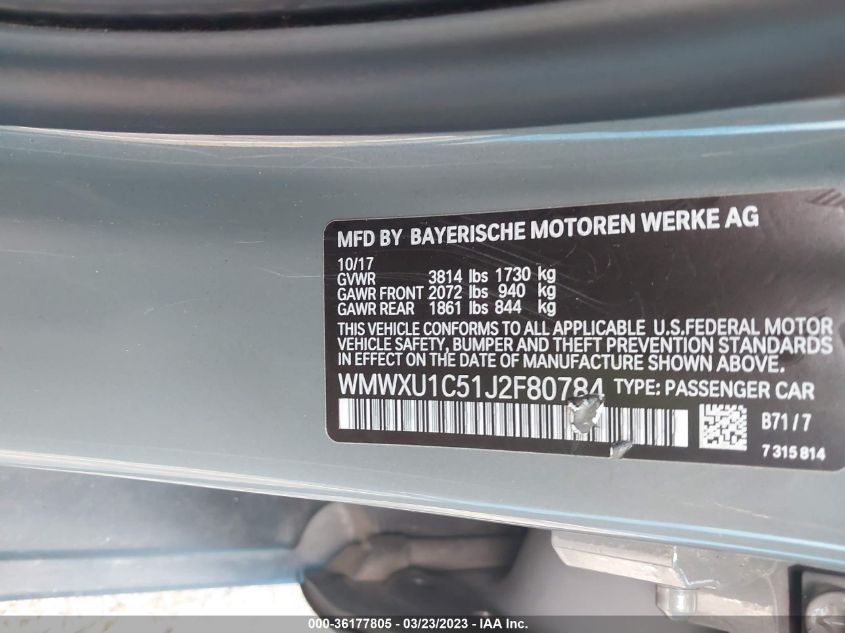 MFD BY BAYERISCHE MOTOREN WERKE AG
10/17
GVWR 3814 lbs 1730 kg
GAWR FRONT 2072 lbs 940 kg
GAWR REAR 1861 lbs 844 kg
THIS VEHICLE CONFORMS TO ALL APPLICABLE U.S.FEDERAL MOTOR
VEHICLE SAFETY, BUMPER AND THEFT PREVENTION STANDARDS
IN EFFECT ON THE DATE OF MANUFACTURE SHOWN ABOVE.
WMWXU1C51J2F80784 TYPE: PASSENGER CAR
B71/7
7 315 814
000-36177805 / 03/23/2023 - IAA Inc.